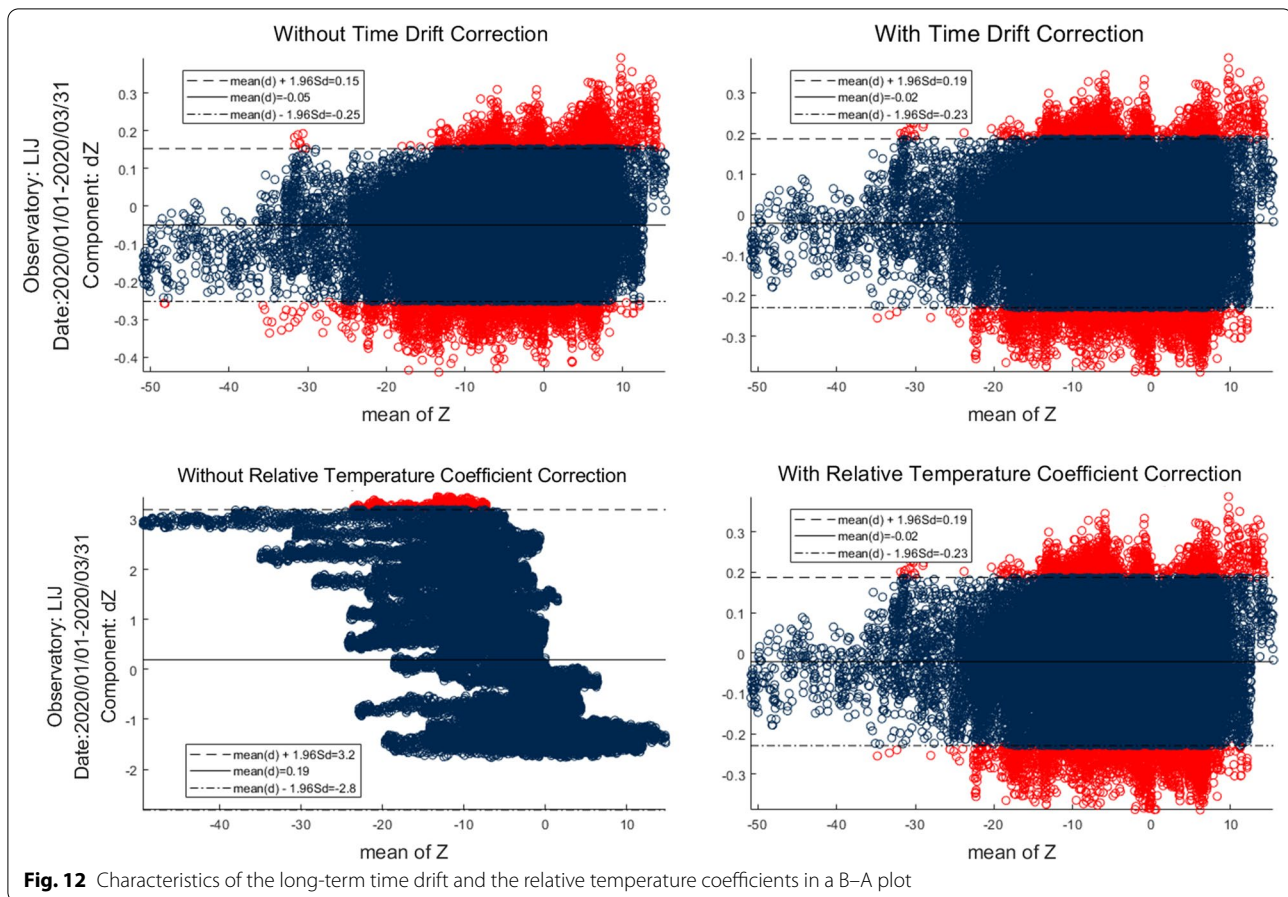 Without Time Drift Correction
Observatory: LIJ
Date:2020/01/01-2020/03/31
Component: dZ
0.3
0.2
0.1
0
-0.1
-0.2
-0.3
-0.4
mean(d) + 1.96Sd=0.15
mean(d)=-0.05
mean(d) - 1.96Sd=-0.25
-50 -40 -30 -20 -10 0 10
mean of Z
With Time Drift Correction
0.3
0.2
0.1
0
-0.1
-0.2
-0.3
mean(d) + 1.96Sd=0.19
mean(d)=-0.02
mean(d) - 1.96Sd=-0.23
-50 -40 -30 -20 -10 0 10
mean of Z
Without Relative Temperature Coefficient Correction
Observatory: LIJ
Date:2020/01/01-2020/03/31
Component: dZ
3
2
1
0
-1
-2
mean(d) + 1.96Sd=3.2
mean(d)=0.19
mean(d) - 1.96Sd=-2.8
-40 -30 -20 -10 0 10
mean of Z
With Relative Temperature Coefficient Correction
0.3
0.2
0.1
0
-0.1
-0.2
-0.3
mean(d) + 1.96Sd=0.19
mean(d)=-0.02
mean(d) - 1.96Sd=-0.23
-50 -40 -30 -20 -10 0 10
mean of Z
Fig. 12 Characteristics of the long-term time drift and the relative temperature coefficients in a B–A plot